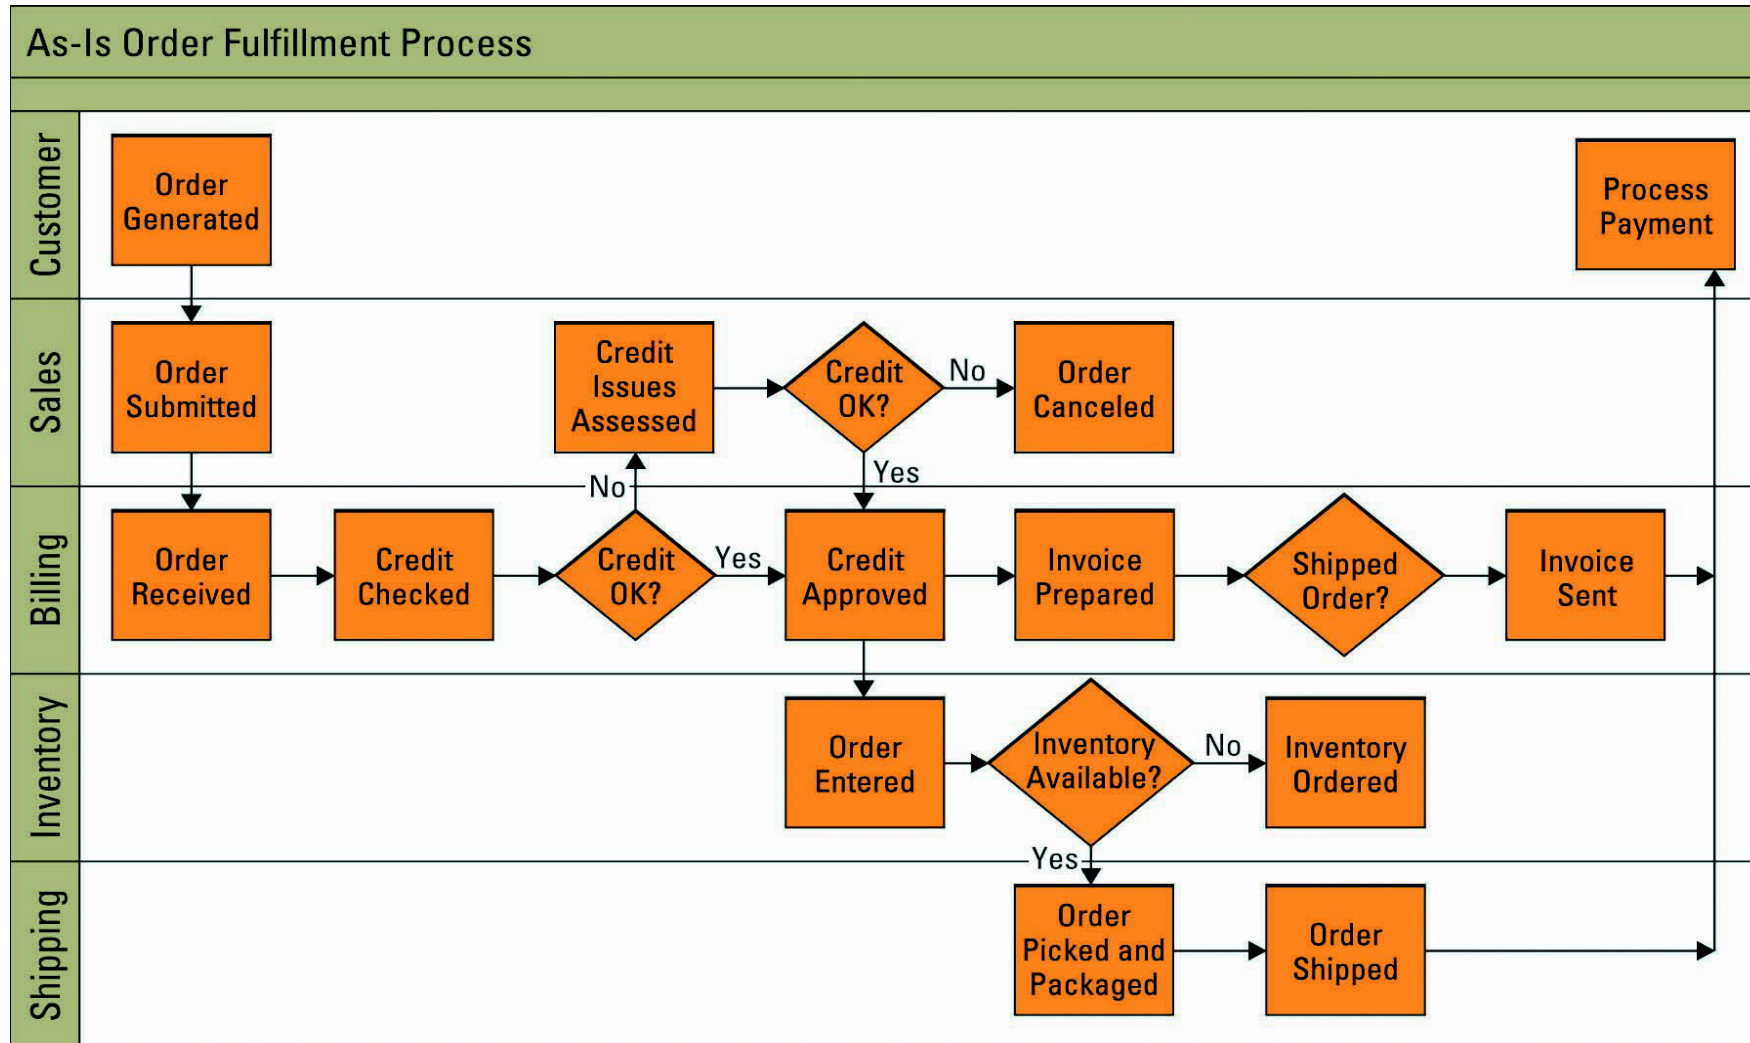 As-Is Order Fulfillment Process
Customer
Order
Generated
Process
Payment
Sales
Order
Submitted
Credit
Issues
Assessed
Credit
OK?
No
Order
Canceled
Yes
No
Billing
Order
Received
Credit
Checked
Credit
OK?
Yes
Credit
Approved
Invoice
Prepared
Shipped
Order?
Invoice
Sent
Inventory
Order
Entered
Inventory
Available?
No
Inventory
Ordered
Yes
Shipping
Order
Picked and
Packaged
Order
Shipped